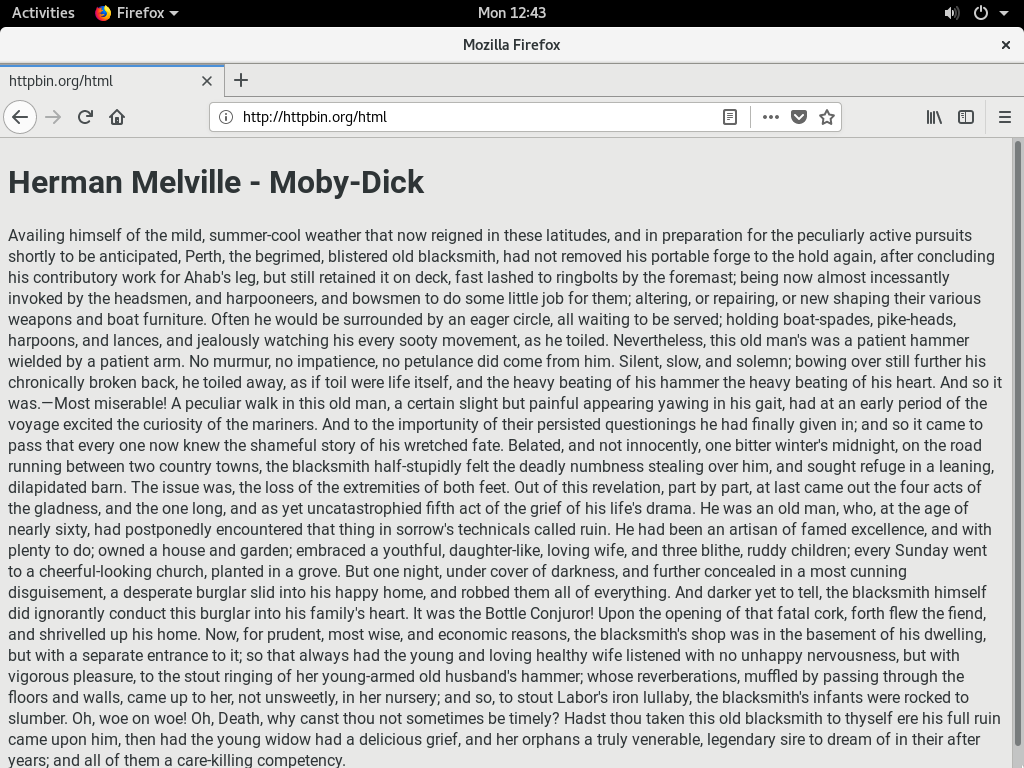 Activities Firefox Mon 12:43
Mozilla Firefox
httpbin.org/html
http://httpbin.org/html
Herman Melville - Moby-Dick
Availing himself of the mild, summer-cool weather that now reigned in these latitudes, and in preparation for the peculiarly active pursuits
shortly to be anticipated, Perth, the begrimed, blistered old blacksmith, had not removed his portable forge to the hold again, after concluding
his contributory work for Ahab's leg, but still retained it on deck, fast lashed to ringbolts by the foremast; being now almost incessantly
invoked by the headsmen, and harpooneers, and bowsmen to do some little job for them; altering, or repairing, or new shaping their various
weapons and boat furniture. Often he would be surrounded by an eager circle, all waiting to be served; holding boat-spades, pike-heads,
harpoons, and lances, and jealously watching his every sooty movement, as he toiled. Nevertheless, this old man's was a patient hammer
wielded by a patient arm. No murmur, no impatience, no petulance did come from him. Silent, slow, and solemn; bowing over still further his
chronically broken back, he toiled away, as if toil were life itself, and the heavy beating of his hammer the heavy beating of his heart. And so it
was.—Most miserable! A peculiar walk in this old man, a certain slight but painful appearing yawing in his gait, had at an early period of the
voyage excited the curiosity of the mariners. And to the importunity of their persisted questionings he had finally given in; and so it came to
pass that every one now knew the shameful story of his wretched fate. Belated, and not innocently, one bitter winter's midnight, on the road
running between two country towns, the blacksmith half-stupidly felt the deadly numbness stealing over him, and sought refuge in a leaning,
dilapidated barn. The issue was, the loss of the extremities of both feet. Out of this revelation, part by part, at last came out the four acts of
the gladness, and the one long, and as yet uncatastrophied fifth act of the grief of his life's drama. He was an old man, who, at the age of
nearly sixty, had postponedly encountered that thing in sorrow's technicals called ruin. He had been an artisan of famed excellence, and with
plenty to do; owned a house and garden; embraced a youthful, daughter-like, loving wife, and three blithe, ruddy children; every Sunday went
to a cheerful-looking church, planted in a grove. But one night, under cover of darkness, and further concealed in a most cunning
disguisement, a desperate burglar slid into his happy home, and robbed them all of everything. And darker yet to tell, the blacksmith himself
did ignorantly conduct this burglar into his family's heart. It was the Bottle Conjuror! Upon the opening of that fatal cork, forth flew the fiend,
and shrivelled up his home. Now, for prudent, most wise, and economic reasons, the blacksmith's shop was in the basement of his dwelling,
but with a separate entrance to it; so that always had the young and loving healthy wife listened with no unhappy nervousness, but with
vigorous pleasure, to the stout ringing of her young-armed old husband's hammer; whose reverberations, muffled by passing through the
floors and walls, came up to her, not unsweetly, in her nursery; and so, to stout Labor's iron lullaby, the blacksmith's infants were rocked to
slumber. Oh, woe on woe! Oh, Death, why canst thou not sometimes be timely? Hadst thou taken this old blacksmith to thyself ere his full ruin
came upon him, then had the young widow had a delicious grief, and her orphans a truly venerable, legendary sire to dream of in their after
years; and all of them a care-killing competency.